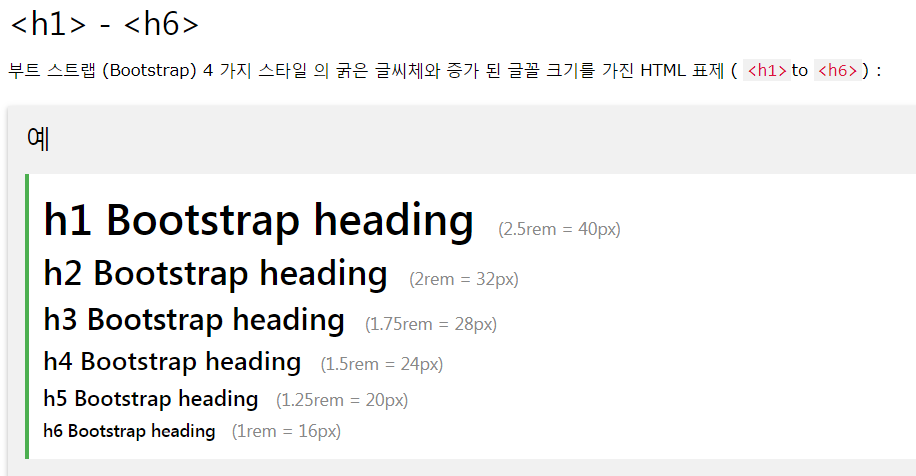 <h1> - <h6>
부트 스트랩 (Bootstrap) 4 가지 스타일 의 굵은 글씨체와 증가 된 글꼴 크기를 가진 HTML 표제 ( <h1>to <h6>) :
예
h1 Bootstrap heading (2.5rem = 40px)
h2 Bootstrap heading (2rem = 32px)
h3 Bootstrap heading (1.75rem = 28px)
h4 Bootstrap heading (1.5rem = 24px)
h5 Bootstrap heading (1.25rem = 20px)
h6 Bootstrap heading (1rem = 16px)